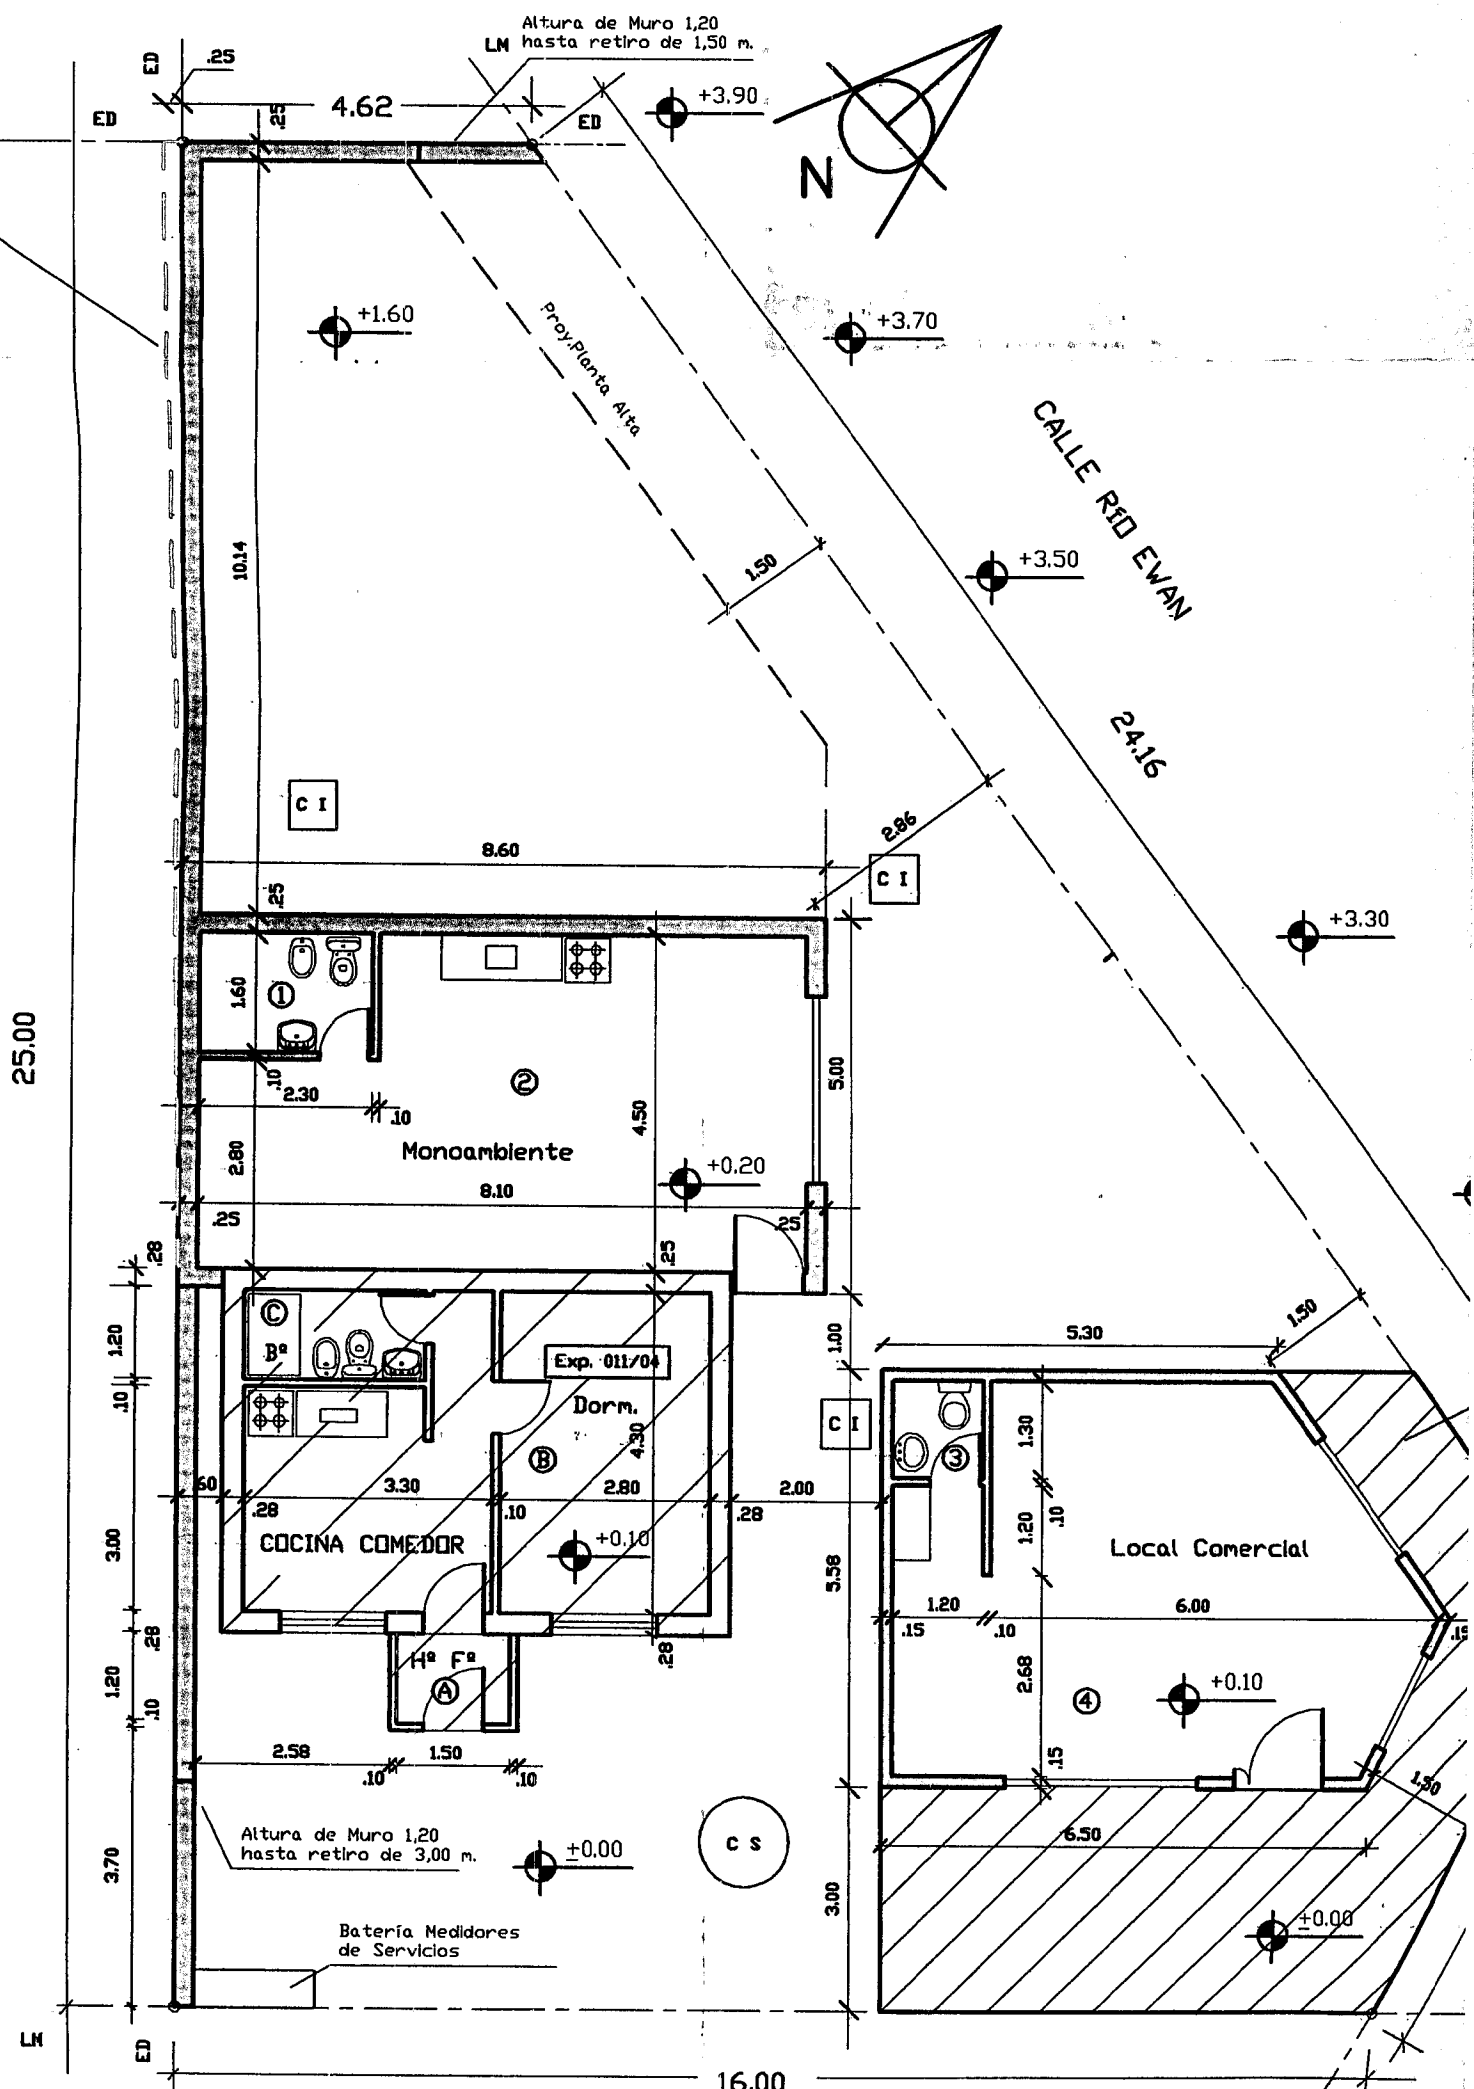 Altura de Muro 1,20
LM hasta retiro de 1,50 m.
ED
.25
4.62
ED
.25
ED
+3.90
N
+1.60
Proy.Planta Alta
+3.70
CALLE RÍO EWAN
10.14
1.50
+3.50
24.16
C I
8.60
2.86
C I
.25
+3.30
25.00
1.60
1
2
5.00
.10
2.30
.10
4.50
2.80
Monoambiente
+0.20
8.10
.25
.25
.28
.25
C
Bº
1.20
.10
Exp. 011/04
Dorm.
4.30
1.00
5.30
1.50
C I
1.30
3
B
.60
.28
3.30
.10
2.80
.28
2.00
.10
1.20
3.00
COCINA COMEDOR
+0.10
Local Comercial
5.58
1.20
.15
.10
6.00
.28
Hº Fº
A
.28
1.20
.10
2.68
4
+0.10
2.58
.10
1.50
.10
.15
1.50
Altura de Muro 1,20
hasta retiro de 3,00 m.
±0.00
C S
6.50
3.70
3.00
±0.00
Batería Medidores
de Servicios
LM
ED
16.00